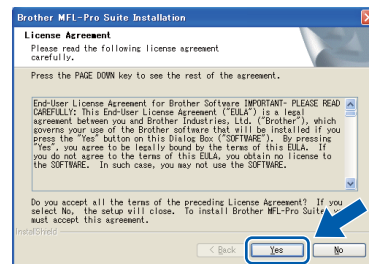 Brother MFL-Pro Suite Installation
License Agreement
Please read the following license agreement
carefully.
Press the PAGE DOWN key to see the rest of the agreement.
End-User License Agreement for Brother Software IMPORTANT- PLEASE READ
CAREFULLY: This End-User License Agreement ("EULA") is a legal
agreement between you and Brother Industries, Ltd. ("Brother"), which
governs your use of the Brother software that will be installed if you
press the "Yes" button on this Dialog Box ("SOFTWARE"). By pressing
"Yes", you agree to be legally bound by the terms of this EULA. If
you do not agree to the terms of this EULA, you obtain no license to
the SOFTWARE. In such case, you may not use the SOFTWARE.
Do you accept all the terms of the preceding License Agreement? If you
select No, the setup will close. To install Brother MFL-Pro Suite,
must accept this agreement.
InstallShield
< Back
Yes
No